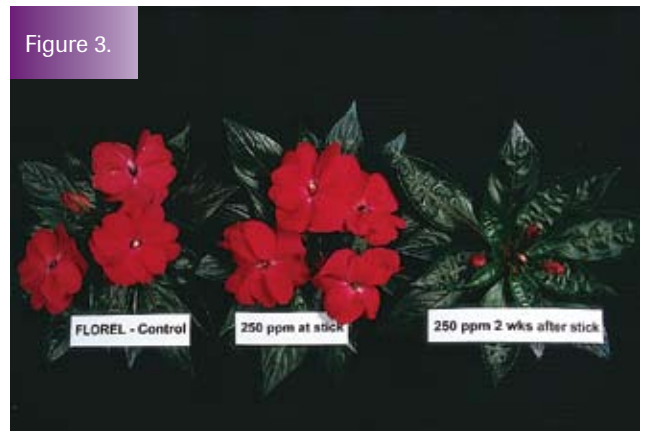 Figure 3.
FLOREL - Control
250 ppm at stick
250 ppm 2 wks after stick